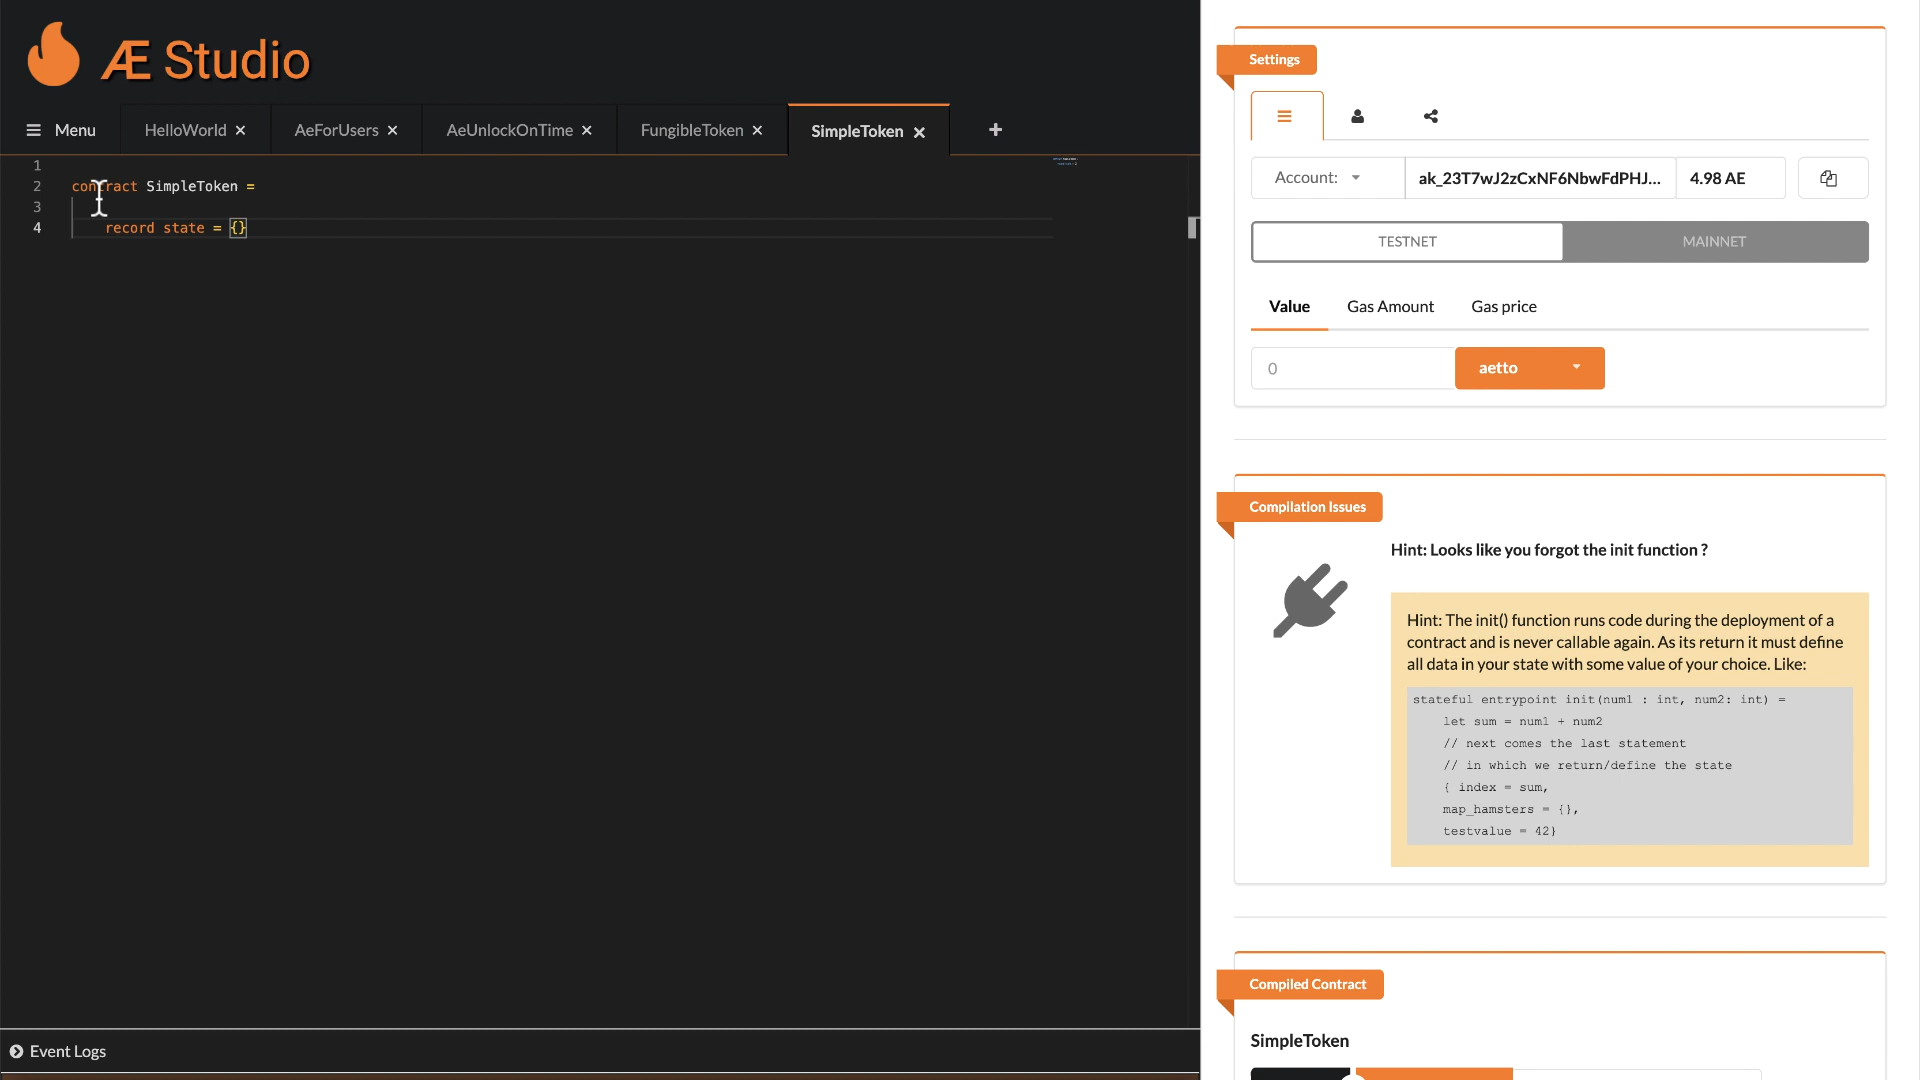 Æ Studio
Menu
HelloWorld
AeForUsers
AeUnlockOnTime
FungibleToken
SimpleToken
+
1
2 contract SimpleToken =
3
4 record state = {}
Event Logs
Settings
Account: ak_23T7wJ2zCxNF6NbwFdPHJ... 4.98 AE
TESTNET MAINNET
Value Gas Amount Gas price
0 aetto
Compilation Issues
Hint: Looks like you forgot the init function ?
Hint: The init() function runs code during the deployment of a
contract and is never callable again. As its return it must define
all data in your state with some value of your choice. Like:
stateful entrypoint init(num1 : int, num2: int) =
let sum = num1 + num2
// next comes the last statement
// in which we return/define the state
{ index = sum,
map_hamsters = {},
testvalue = 42}
Compiled Contract
SimpleToken